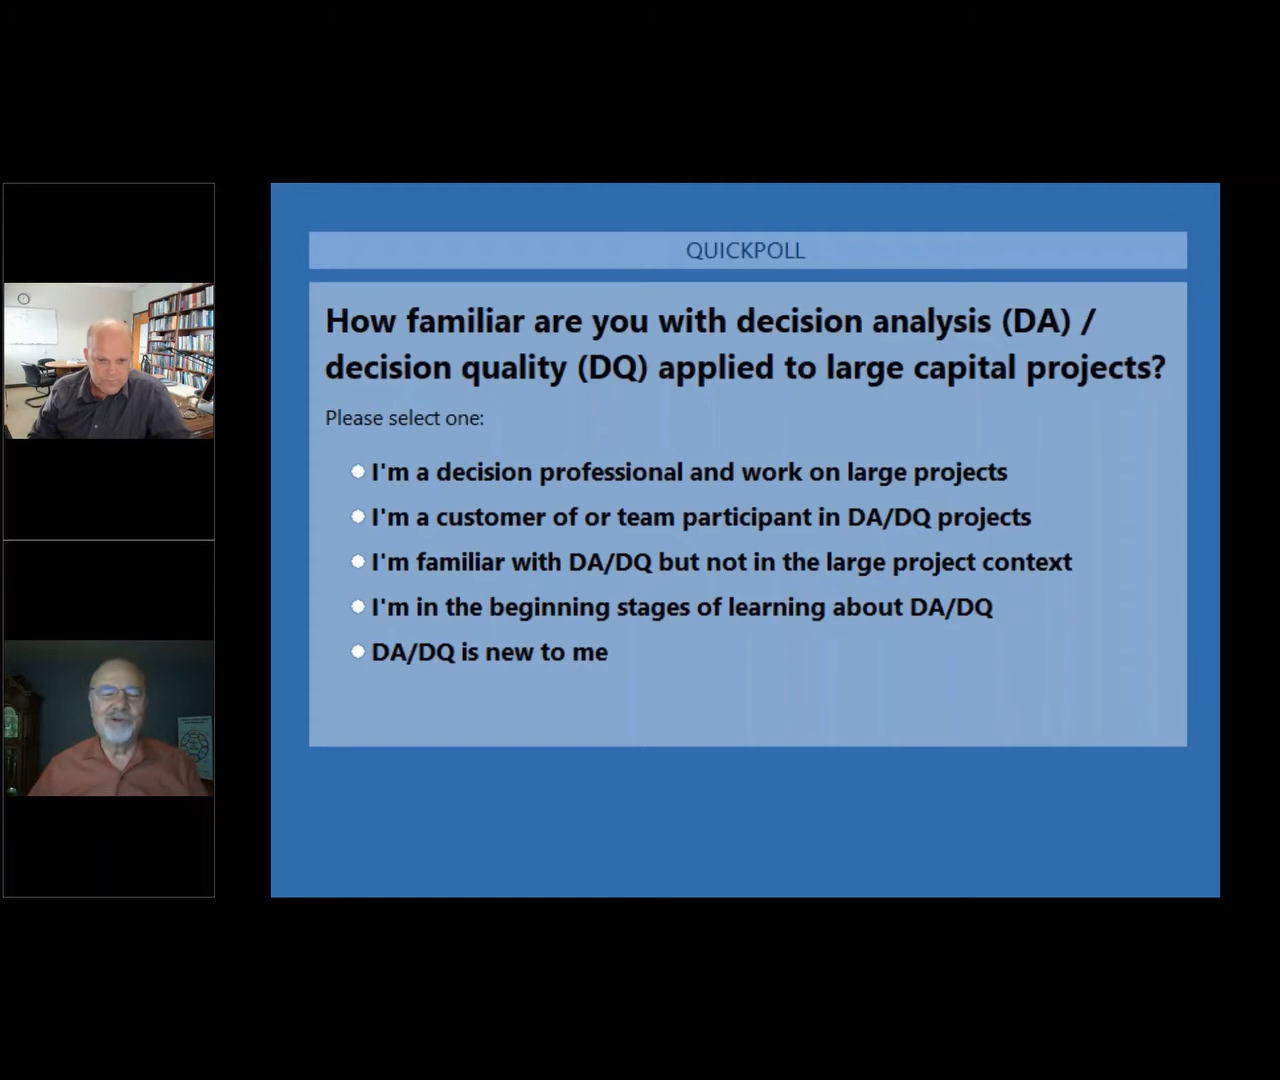 QUICKPOLL
How familiar are you with decision analysis (DA) /
decision quality (DQ) applied to large capital projects?
Please select one:
I'm a decision professional and work on large projects
I'm a customer of or team participant in DA/DQ projects
I'm familiar with DA/DQ but not in the large project context
I'm in the beginning stages of learning about DA/DQ
DA/DQ is new to me